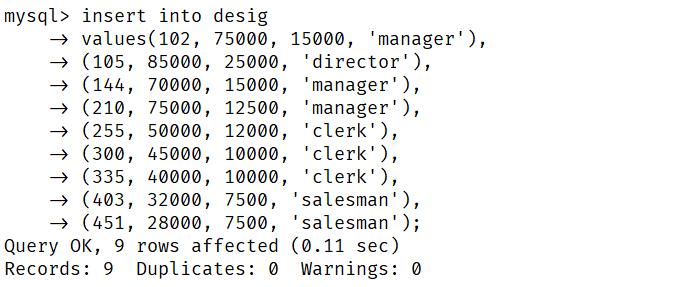 mysql> insert into desig
    -> values(102, 75000, 15000, 'manager'),
    -> (105, 85000, 25000, 'director'),
    -> (144, 70000, 15000, 'manager'),
    -> (210, 75000, 12500, 'manager'),
    -> (255, 50000, 12000, 'clerk'),
    -> (300, 45000, 10000, 'clerk'),
    -> (335, 40000, 10000, 'clerk'),
    -> (403, 32000, 7500, 'salesman'),
    -> (451, 28000, 7500, 'salesman');
Query OK, 9 rows affected (0.11 sec)
Records: 9  Duplicates: 0  Warnings: 0